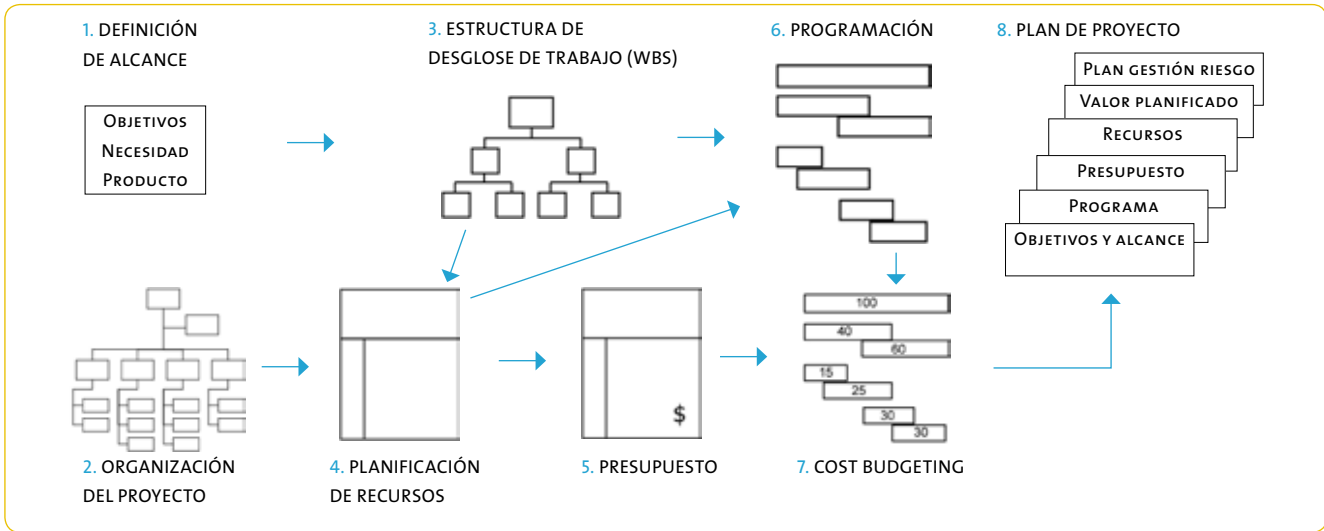 1. DEFINICIÓN
DE ALCANCE
OBJETIVOS
NECESIDAD
PRODUCTO
3. ESTRUCTURA DE
DESGLOSE DE TRABAJO (WBS)
6. PROGRAMACIÓN
8. PLAN DE PROYECTO
PLAN GESTIÓN RIESGO
VALOR PLANIFICADO
RECURSOS
PRESUPUESTO
PROGRAMA
OBJETIVOS Y ALCANCE
2. ORGANIZACIÓN
DEL PROYECTO
4. PLANIFICACIÓN
DE RECURSOS
$
5. PRESUPUESTO
100
40
60
15
25
30
30
7. COST BUDGETING